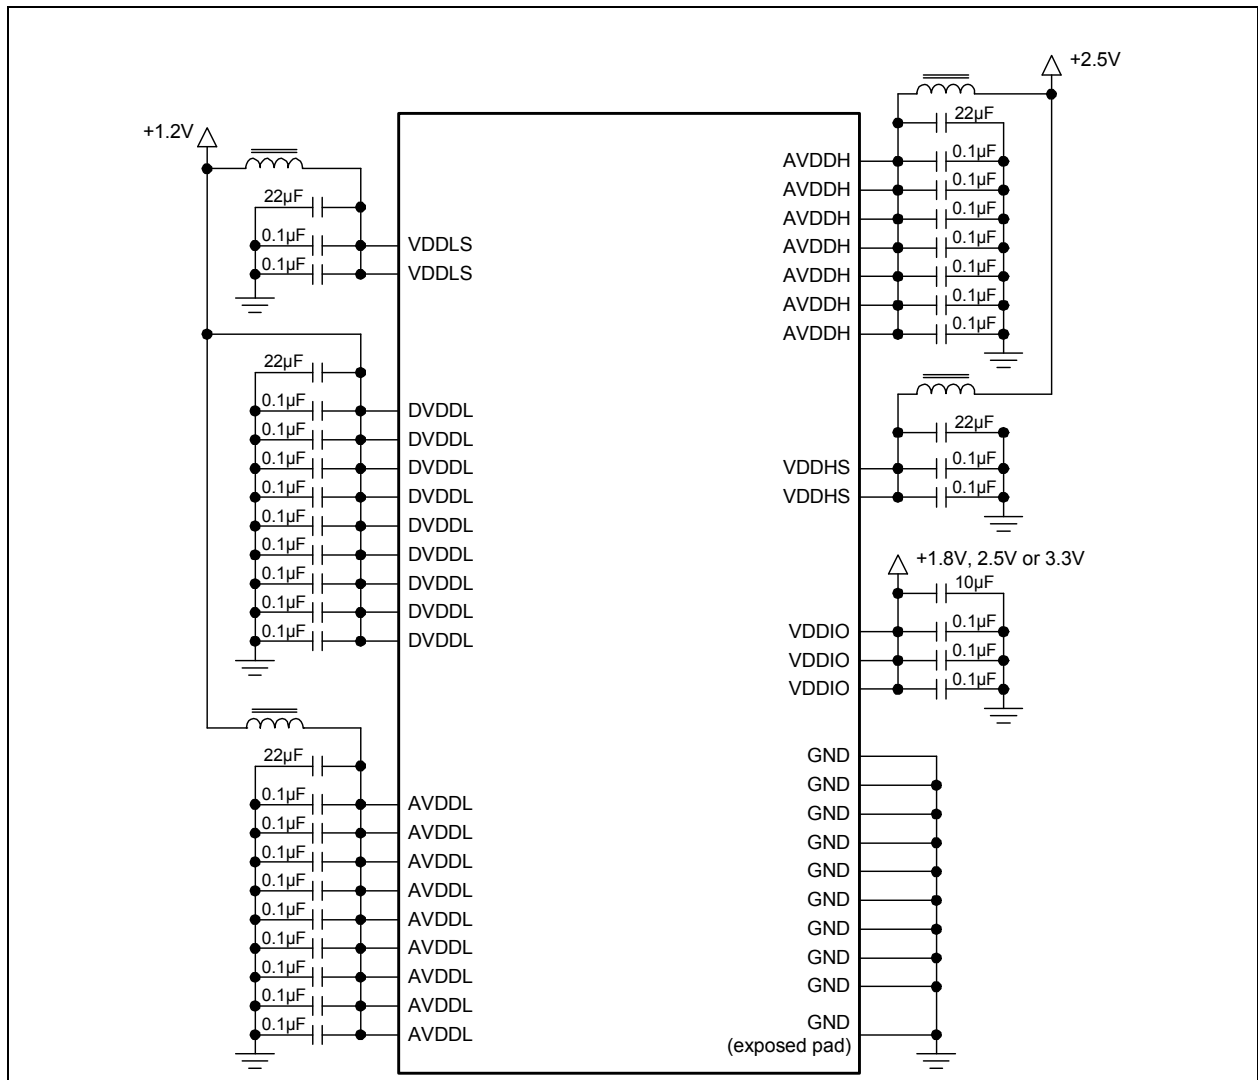 +1.2V
22µF
0.1µF
0.1µF
VDDLS
VDDLS
22µF
0.1µF
0.1µF
0.1µF
0.1µF
0.1µF
0.1µF
0.1µF
0.1µF
0.1µF
DVDDL
DVDDL
DVDDL
DVDDL
DVDDL
DVDDL
DVDDL
DVDDL
DVDDL
22µF
0.1µF
0.1µF
0.1µF
0.1µF
0.1µF
0.1µF
0.1µF
0.1µF
0.1µF
AVDDL
AVDDL
AVDDL
AVDDL
AVDDL
AVDDL
AVDDL
AVDDL
AVDDL
+2.5V
22µF
AVDDH
AVDDH
AVDDH
AVDDH
AVDDH
AVDDH
AVDDH
0.1µF
0.1µF
0.1µF
0.1µF
0.1µF
0.1µF
0.1µF
22µF
VDDHS
VDDHS
0.1µF
0.1µF
+1.8V, 2.5V or 3.3V
10µF
VDDIO
VDDIO
VDDIO
0.1µF
0.1µF
0.1µF
GND
GND
GND
GND
GND
GND
GND
GND
GND
GND
(exposed pad)